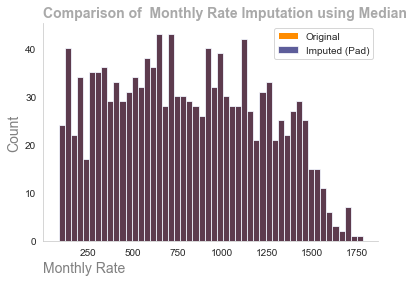 Comparison of  Monthly Rate Imputation using Median
Original
Imputed (Pad)
40
30
20
10
0
Count
250 500 750 1000 1250 1500 1750
Monthly Rate